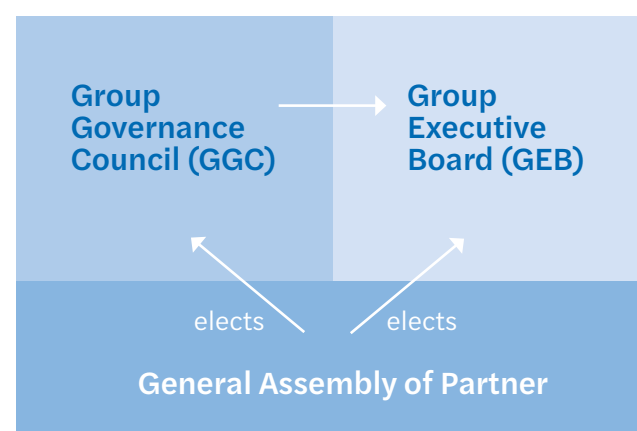 Group
Governance
Council (GGC)
Group
Executive
Board (GEB)
elects
elects
General Assembly of Partner